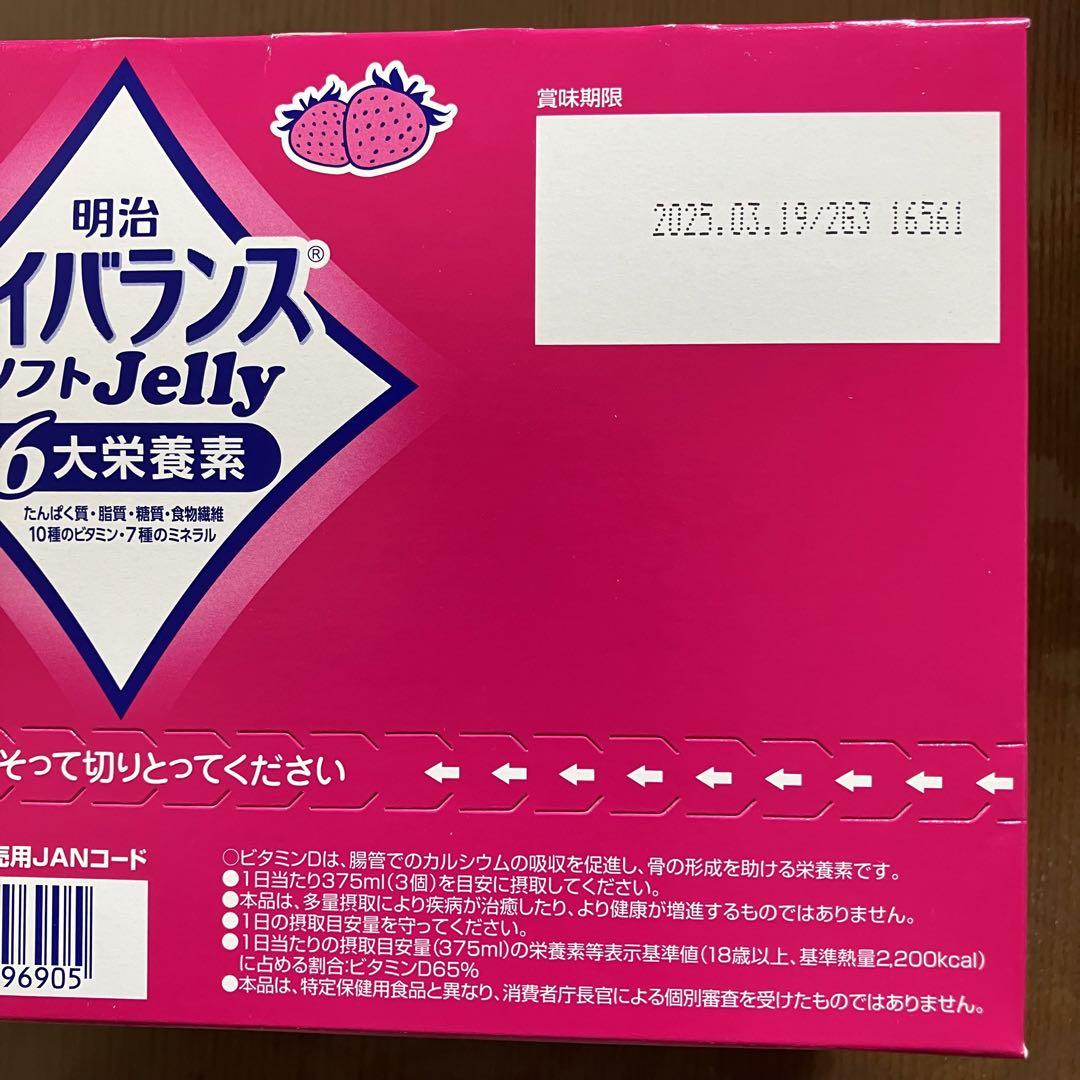 賞味期限
2025.03.19/283 16561
明治
イバランス®
ソフトJelly
6大栄養素
たんぱく質・脂質・糖質・食物繊維
10種のビタミン・7種のミネラル
そって切りとってください
売用JANコード
96905
○ビタミンDは、腸管でのカルシウムの吸収を促進し、骨の形成を助ける栄養素です。
●1日当たり375ml(3個)を目安に摂取してください。
●本品は、多量摂取により疾病が治癒したり、より健康が増進するものではありません。
●1日の摂取目安量を守ってください。
●1日当たりの摂取目安量(375ml)の栄養素等表示基準値(18歳以上、基準熱量2,200kcal)
に占める割合:ビタミンD65%
●本品は、特定保健用食品と異なり、消費者庁長官による個別審査を受けたものではありません。